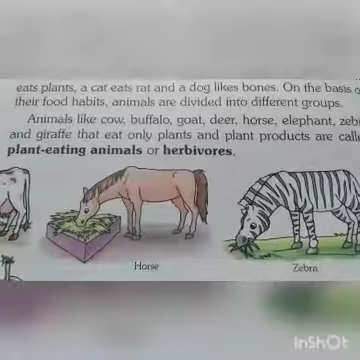 eats plants, a cat eats rat and a dog likes bones. On the basis
their food habits, animals are divided into different groups.
Animals like cow, buffalo, goat, deer, horse, elephant,
and giraffe that eat only plants and plant products are
plant-eating animals or herbivores.
Horse
Zebra
InShOt